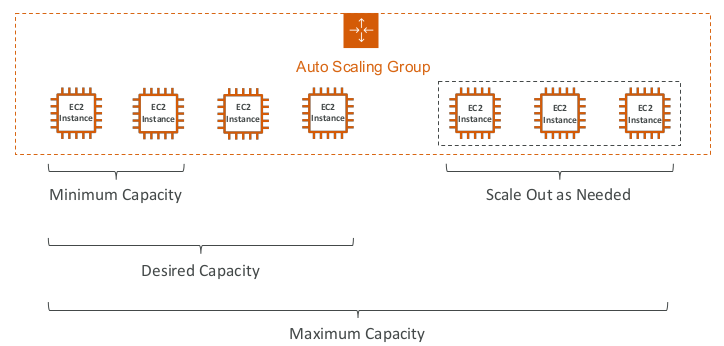 Auto Scaling Group
EC2
Instance
EC2
Instance
EC2
Instance
EC2
Instance
EC2
Instance
EC2
Instance
EC2
Instance
Minimum Capacity
Scale Out as Needed
Desired Capacity
Maximum Capacity